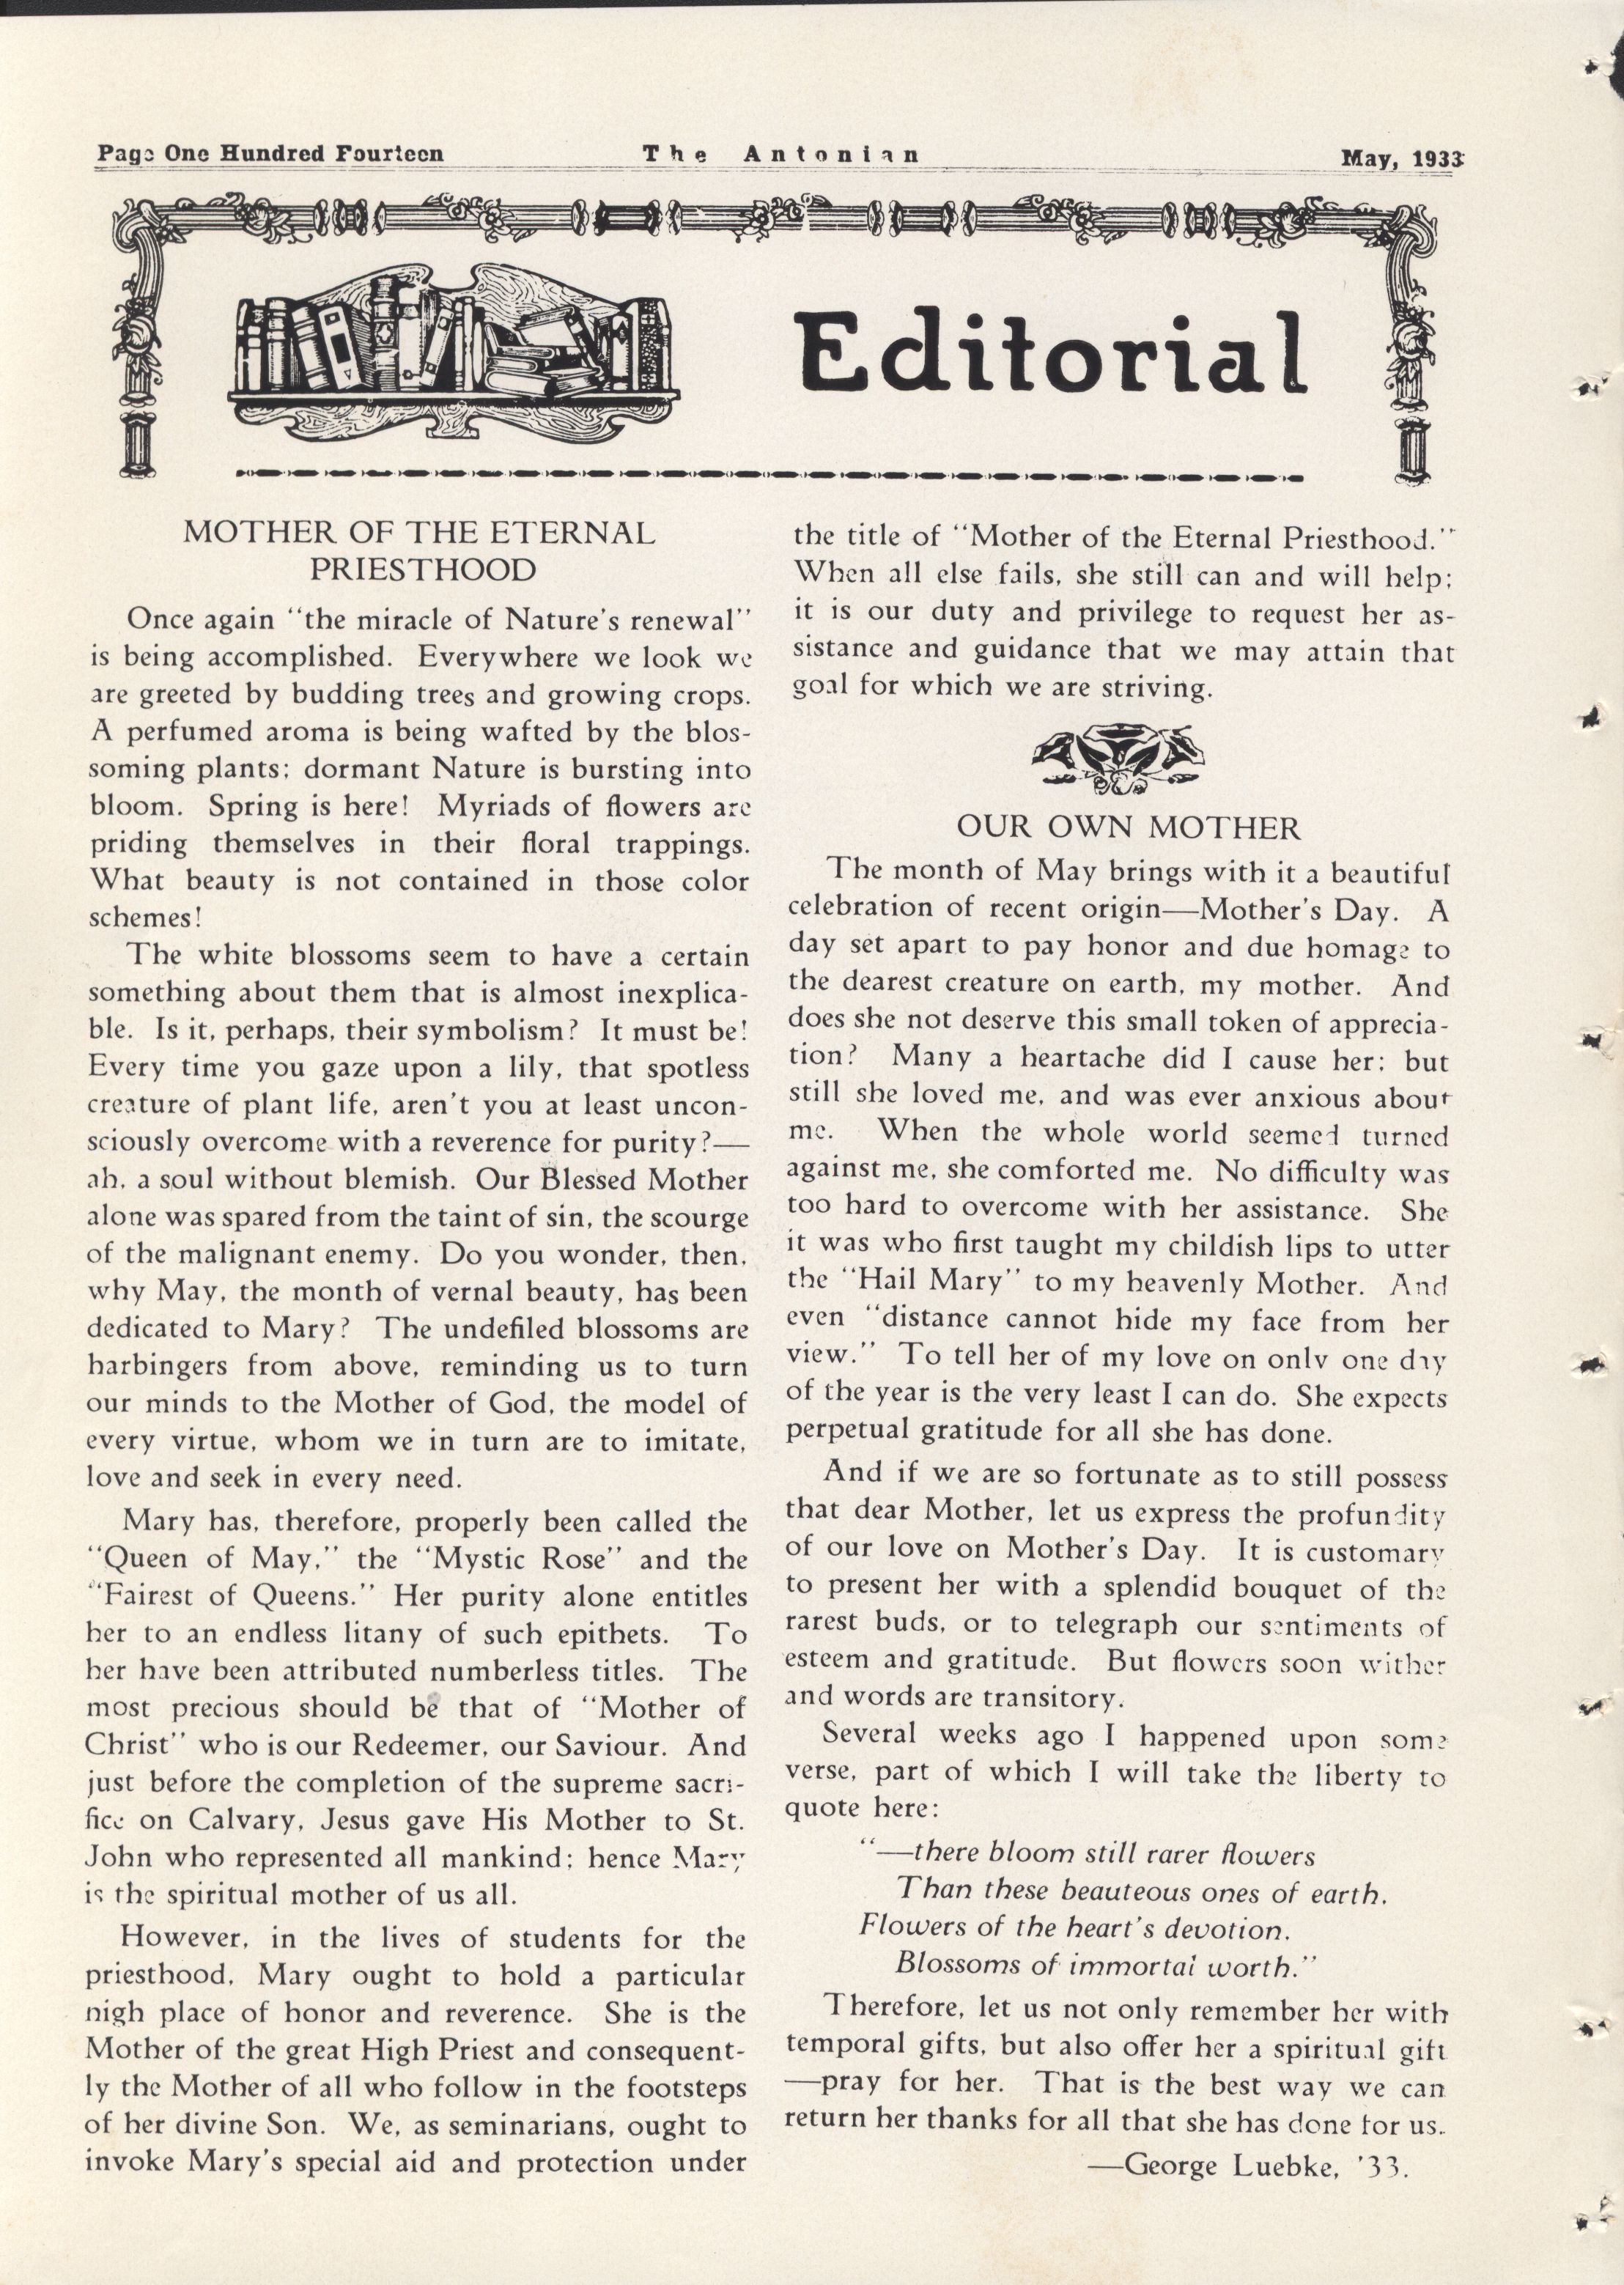 Page One Hundred Fourteen
The Antonian
May, 1933
Editorial
MOTHER OF THE ETERNAL
PRIESTHOOD
Once again "the miracle of Nature's renewal"
is being accomplished. Everywhere we look we
are greeted by budding trees and growing crops.
A perfumed aroma is being wafted by the blos-
soming plants; dormant Nature is bursting into
bloom. Spring is here! Myriads of flowers are
priding themselves in their floral trappings.
What beauty is not contained in those color
schemes!
The white blossoms seem to have a certain
something about them that is almost inexplica-
ble. Is it, perhaps, their symbolism? It must be!
Every time you gaze upon a lily, that spotless
creature of plant life, aren't you at least uncon-
sciously overcome with a reverence for purity?—
ah, a soul without blemish. Our Blessed Mother
alone was spared from the taint of sin, the scourge
of the malignant enemy. Do you wonder, then,
why May, the month of vernal beauty, has been
dedicated to Mary? The undefiled blossoms are
harbingers from above, reminding us to turn
our minds to the Mother of God, the model of
every virtue, whom we in turn are to imitate,
love and seek in every need.
Mary has, therefore, properly been called the
"Queen of May," the "Mystic Rose" and the
"Fairest of Queens." Her purity alone entitles
her to an endless litany of such epithets. To
her have been attributed numberless titles. The
most precious should be that of "Mother of
Christ" who is our Redeemer, our Saviour. And
just before the completion of the supreme sacri-
fice on Calvary, Jesus gave His Mother to St.
John who represented all mankind; hence Mary
is the spiritual mother of us all.
However, in the lives of students for the
priesthood, Mary ought to hold a particular
high place of honor and reverence. She is the
Mother of the great High Priest and consequent-
ly the Mother of all who follow in the footsteps
of her divine Son. We, as seminarians, ought to
invoke Mary's special aid and protection under
the title of "Mother of the Eternal Priesthood."
When all else fails, she still can and will help;
it is our duty and privilege to request her as-
sistance and guidance that we may attain that
goal for which we are striving.
OUR OWN MOTHER
The month of May brings with it a beautiful
celebration of recent origin—Mother's Day. A
day set apart to pay honor and due homage to
the dearest creature on earth, my mother. And
does she not deserve this small token of apprecia-
tion? Many a heartache did I cause her; but
still she loved me, and was ever anxious about
me. When the whole world seemed turned
against me, she comforted me. No difficulty was
too hard to overcome with her assistance. She
it was who first taught my childish lips to utter
the "Hail Mary" to my heavenly Mother. And
even "distance cannot hide my face from her
view." To tell her of my love on only one day
of the year is the very least I can do. She expects
perpetual gratitude for all she has done.
And if we are so fortunate as to still possess
that dear Mother, let us express the profundity
of our love on Mother's Day. It is customary
to present her with a splendid bouquet of the
rarest buds, or to telegraph our sentiments of
esteem and gratitude. But flowers soon wither
and words are transitory.
Several weeks ago I happened upon some
verse, part of which I will take the liberty to
quote here:
"—there bloom still rarer flowers
Than these beauteous ones of earth,
Flowers of the heart's devotion.
Blossoms of immortal worth."
Therefore, let us not only remember her with
temporal gifts, but also offer her a spiritual gift
—pray for her. That is the best way we can
return her thanks for all that she has done for us.
—George Luebke, '33.